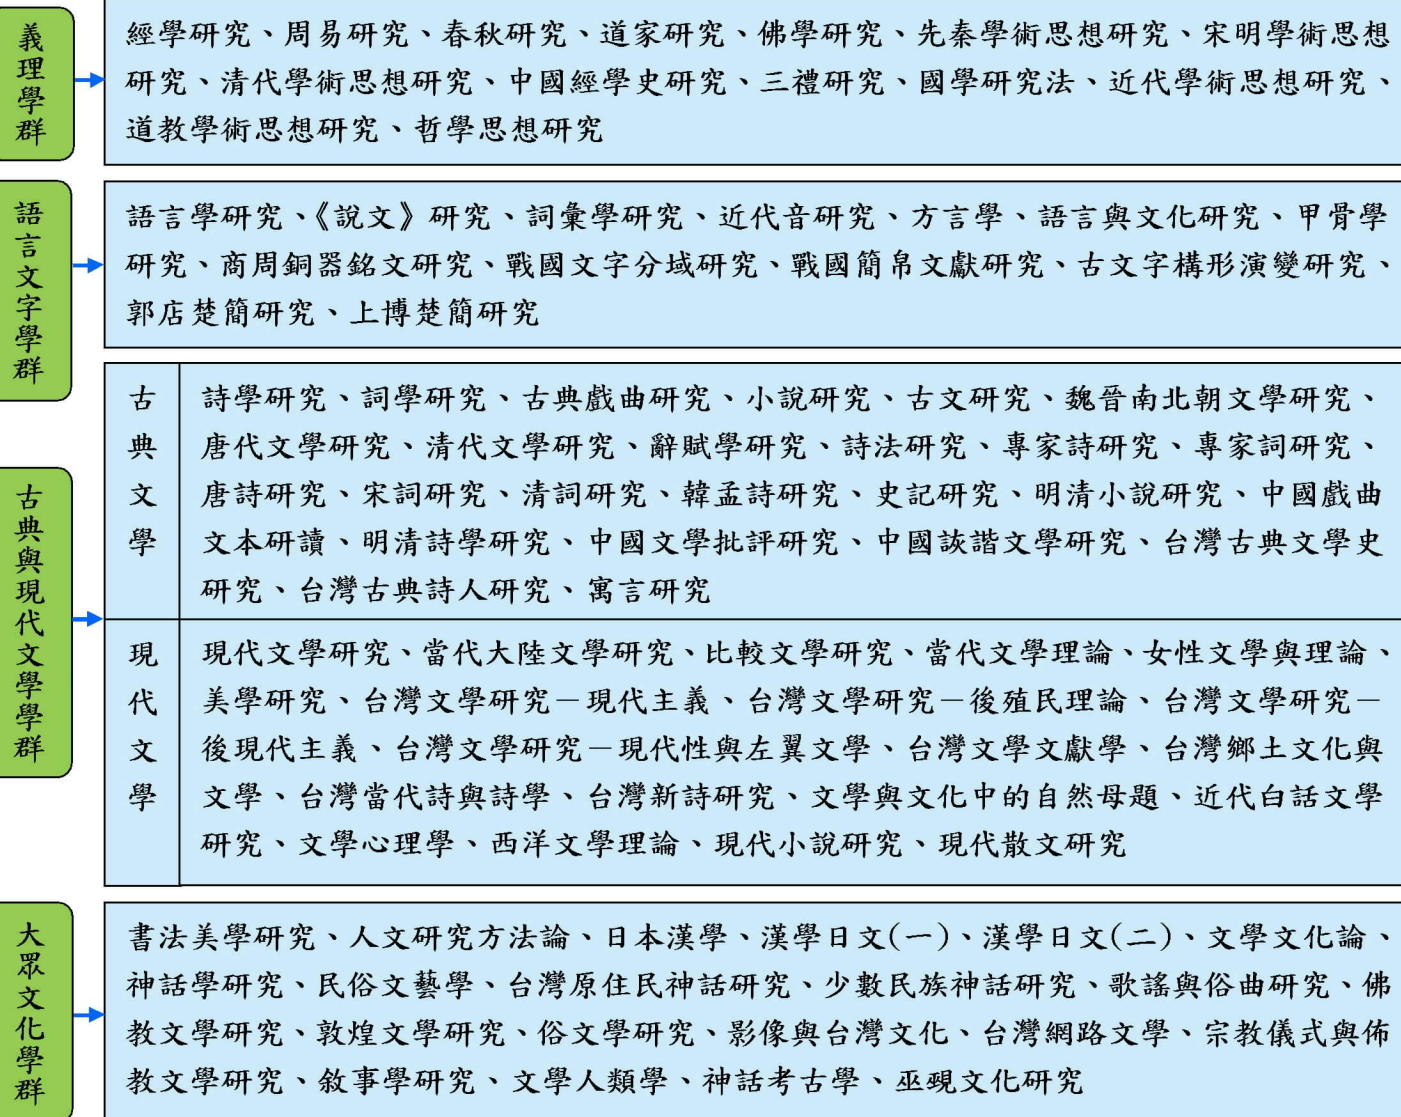 義理學群
經學研究、周易研究、春秋研究、道家研究、佛學研究、先秦學術思想研究、宋明學術思想
研究、清代學術思想研究、中國經學史研究、三禮研究、國學研究法、近代學術思想研究、
道教學術思想研究、哲學思想研究
語言文字學群
語言學研究、《說文》研究、詞彙學研究、近代音研究、方言學、語言與文化研究、甲骨學
研究、商周銅器銘文研究、戰國文字分域研究、戰國簡帛文獻研究、古文字構形演變研究、
郭店楚簡研究、上博楚簡研究
古典與現代文學學群
古典文學
詩學研究、詞學研究、古典戲曲研究、小說研究、古文研究、魏晉南北朝文學研究、
唐代文學研究、清代文學研究、辭賦學研究、詩法研究、專家詩研究、專家詞研究、
唐詩研究、宋詞研究、清詞研究、韓孟詩研究、史記研究、明清小說研究、中國戲曲
文本研讀、明清詩學研究、中國文學批評研究、中國詼諧文學研究、台灣古典文學史
研究、台灣古典詩人研究、寓言研究
現代文學
現代文學研究、當代大陸文學研究、比較文學研究、當代文學理論、女性文學與理論、
美學研究、台灣文學研究－現代主義、台灣文學研究－後殖民理論、台灣文學研究－
後現代主義、台灣文學研究－現代性與左翼文學、台灣文學文獻學、台灣鄉土文化與
文學、台灣當代詩與詩學、台灣新詩研究、文學與文化中的自然母題、近代白話文學
研究、文學心理學、西洋文學理論、現代小說研究、現代散文研究
大眾文化學群
書法美學研究、人文研究方法論、日本漢學、漢學日文(一)、漢學日文(二)、文學文化論、
神話學研究、民俗文藝學、台灣原住民神話研究、少數民族神話研究、歌謠與俗曲研究、佛
教文學研究、敦煌文學研究、俗文學研究、影像與台灣文化、台灣網路文學、宗教儀式與佈
教文學研究、敘事學研究、文學人類學、神話考古學、巫覡文化研究